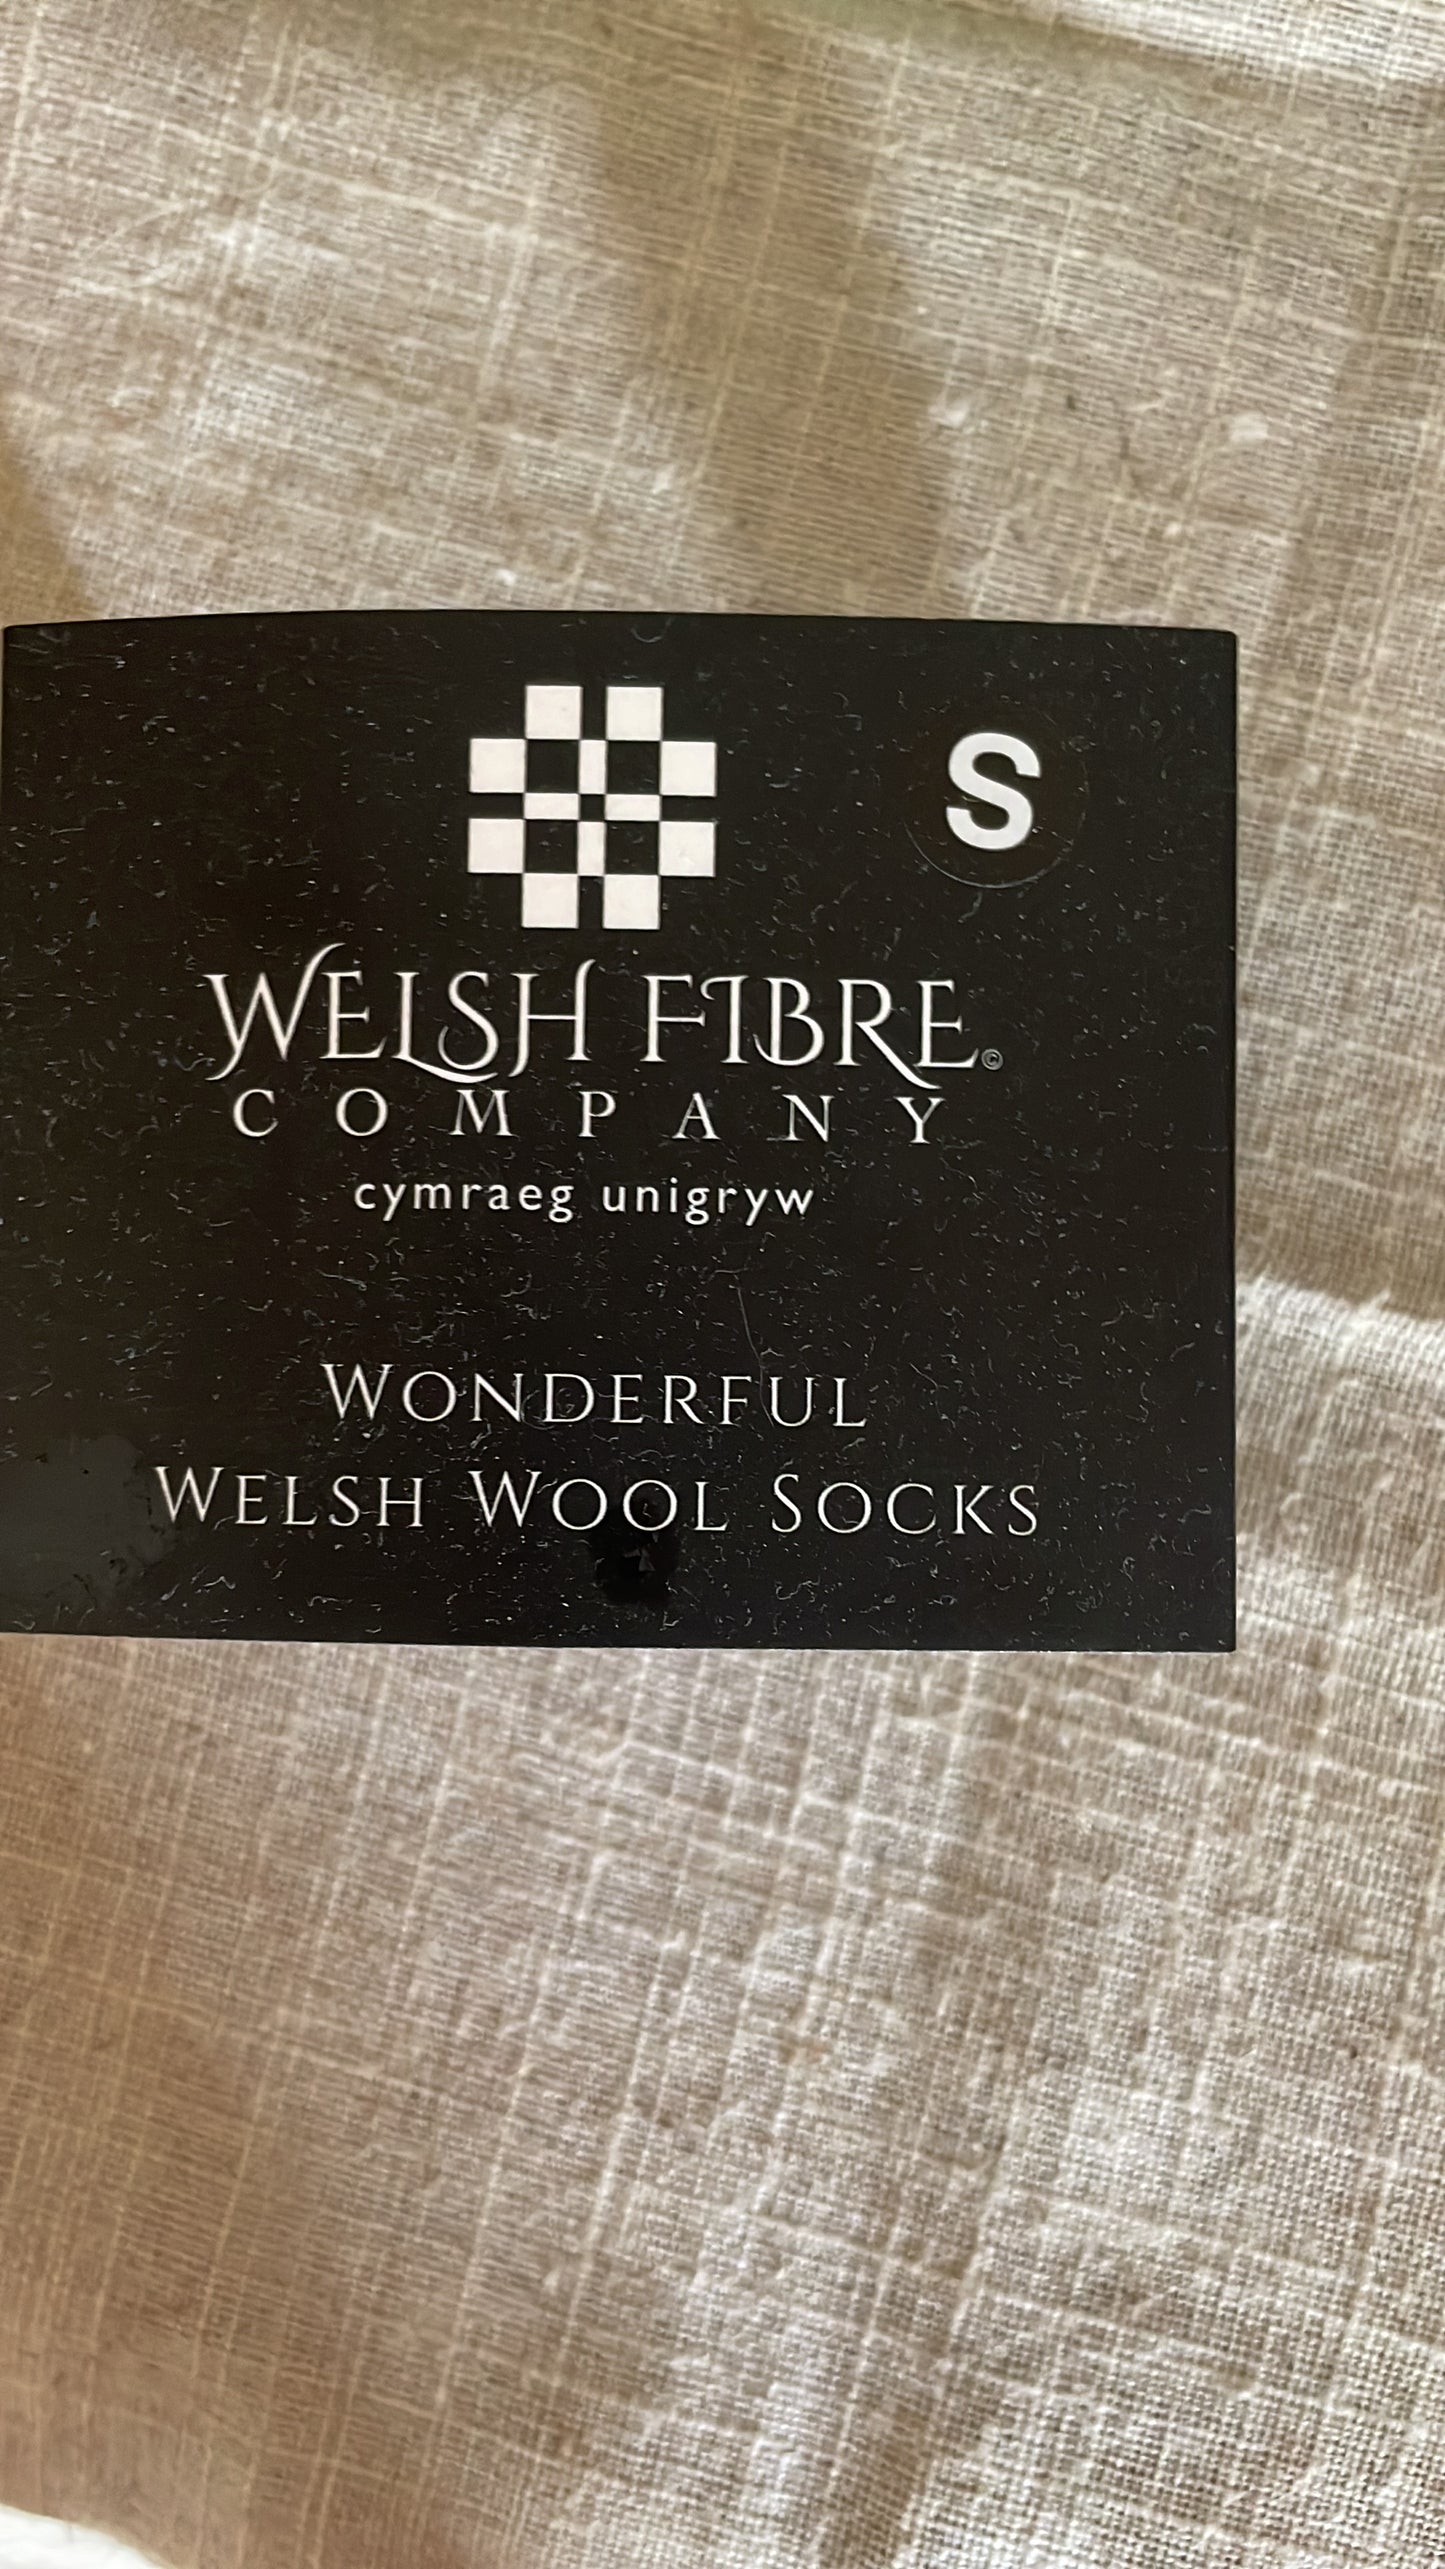 S
WELSH FIBRE©
COMPANY
cymraeg unigryw
WONDERFUL
WELSH WOOL SOCKS